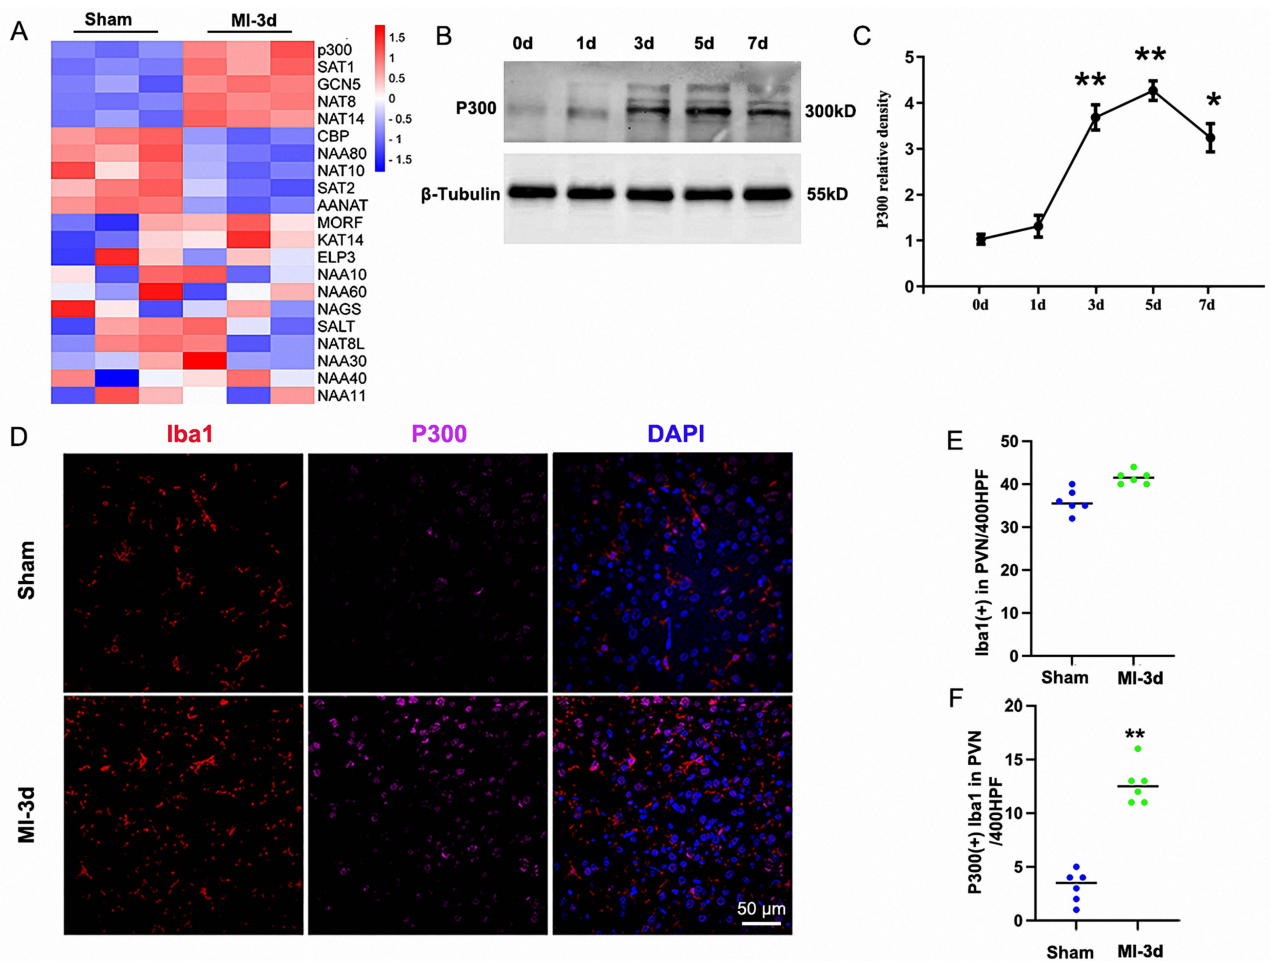 A
Sham
MI-3d
p300
SAT1
GCN5
NAT8
NAT14
CBP
NAA80
NAT10
SAT2
AANAT
MORF
KAT14
ELP3
NAA10
NAA60
NAGS
SALT
NAT8L
NAA30
NAA40
NAA11
1.5
1
0.5
0
- 0.5
- 1
- 1.5
B
0d 1d 3d 5d 7d
P300
300kD
β-Tubulin
55kD
C
P300 relative density
5
4
3
2
1
0
** ** *
0d 1d 3d 5d 7d
D
Iba1
P300
DAPI
Sham
MI-3d
50 μm
E
Iba1(+) in PVN/400HPF
50
40
30
20
10
0
Sham
MI-3d
F
P300(+) Iba1 in PVN
/400HPF
20
15
10
5
0
**
Sham
MI-3d